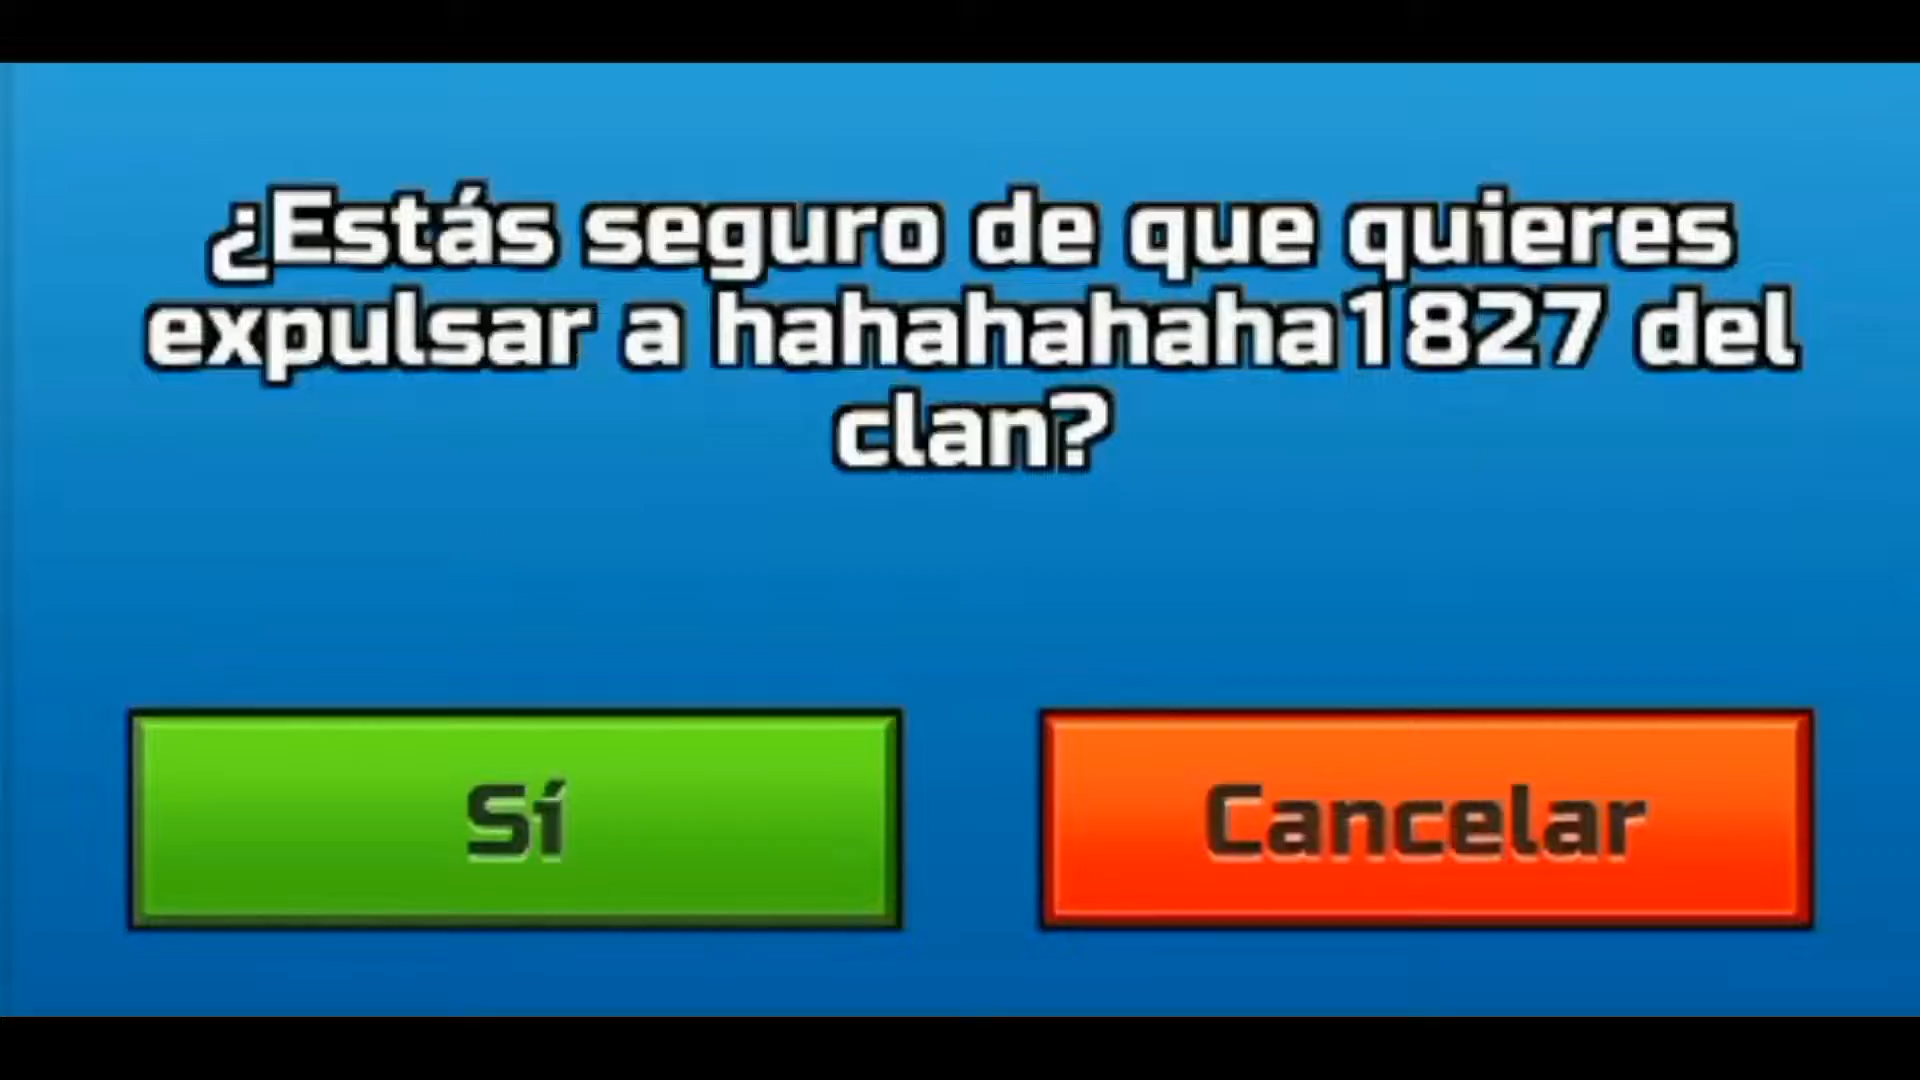 ¿Estás seguro de que quieres
expulsar a hahahahaha1827 del
clan?
Sí
Cancelar